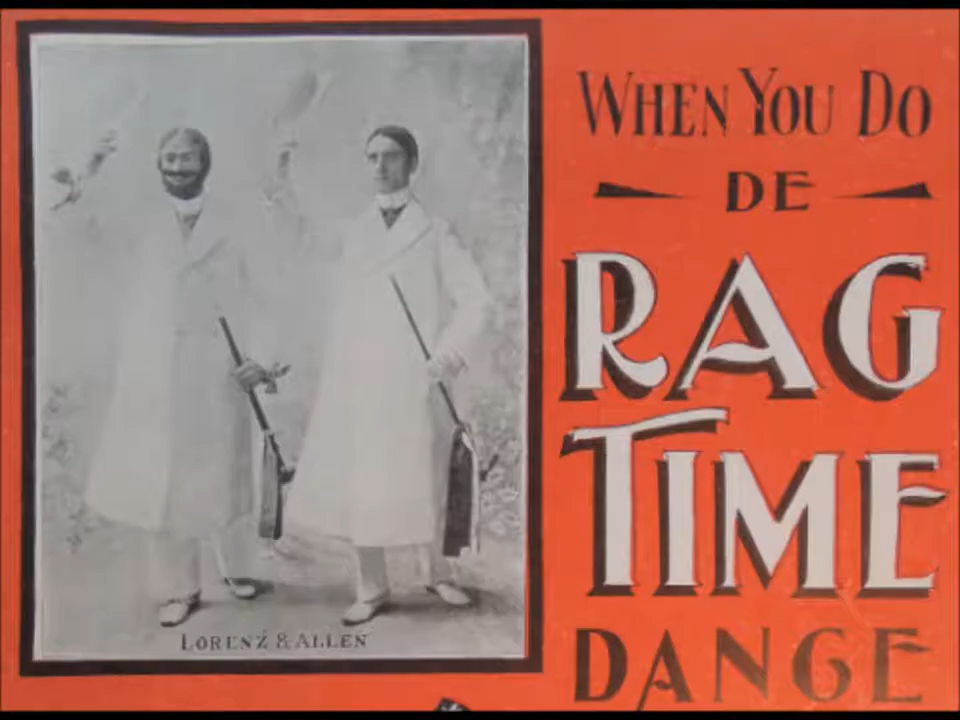 WHEN YOU DO
DE
RAG
TIME
DANCE
LORENZ & ALLEN